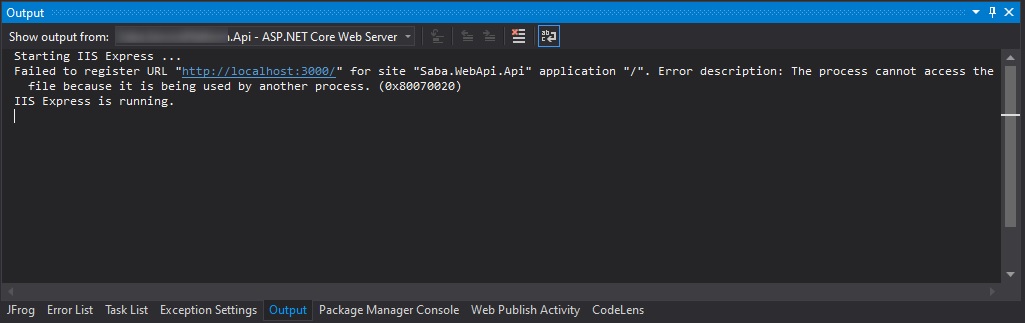 Output
Show output from: .Api - ASP.NET Core Web Server
Starting IIS Express ...
Failed to register URL "http://localhost:3000/" for site "Saba.WebApi.Api" application "/". Error description: The process cannot access the
file because it is being used by another process. (0x80070020)
IIS Express is running.
JFrog Error List Task List Exception Settings Output Package Manager Console Web Publish Activity CodeLens